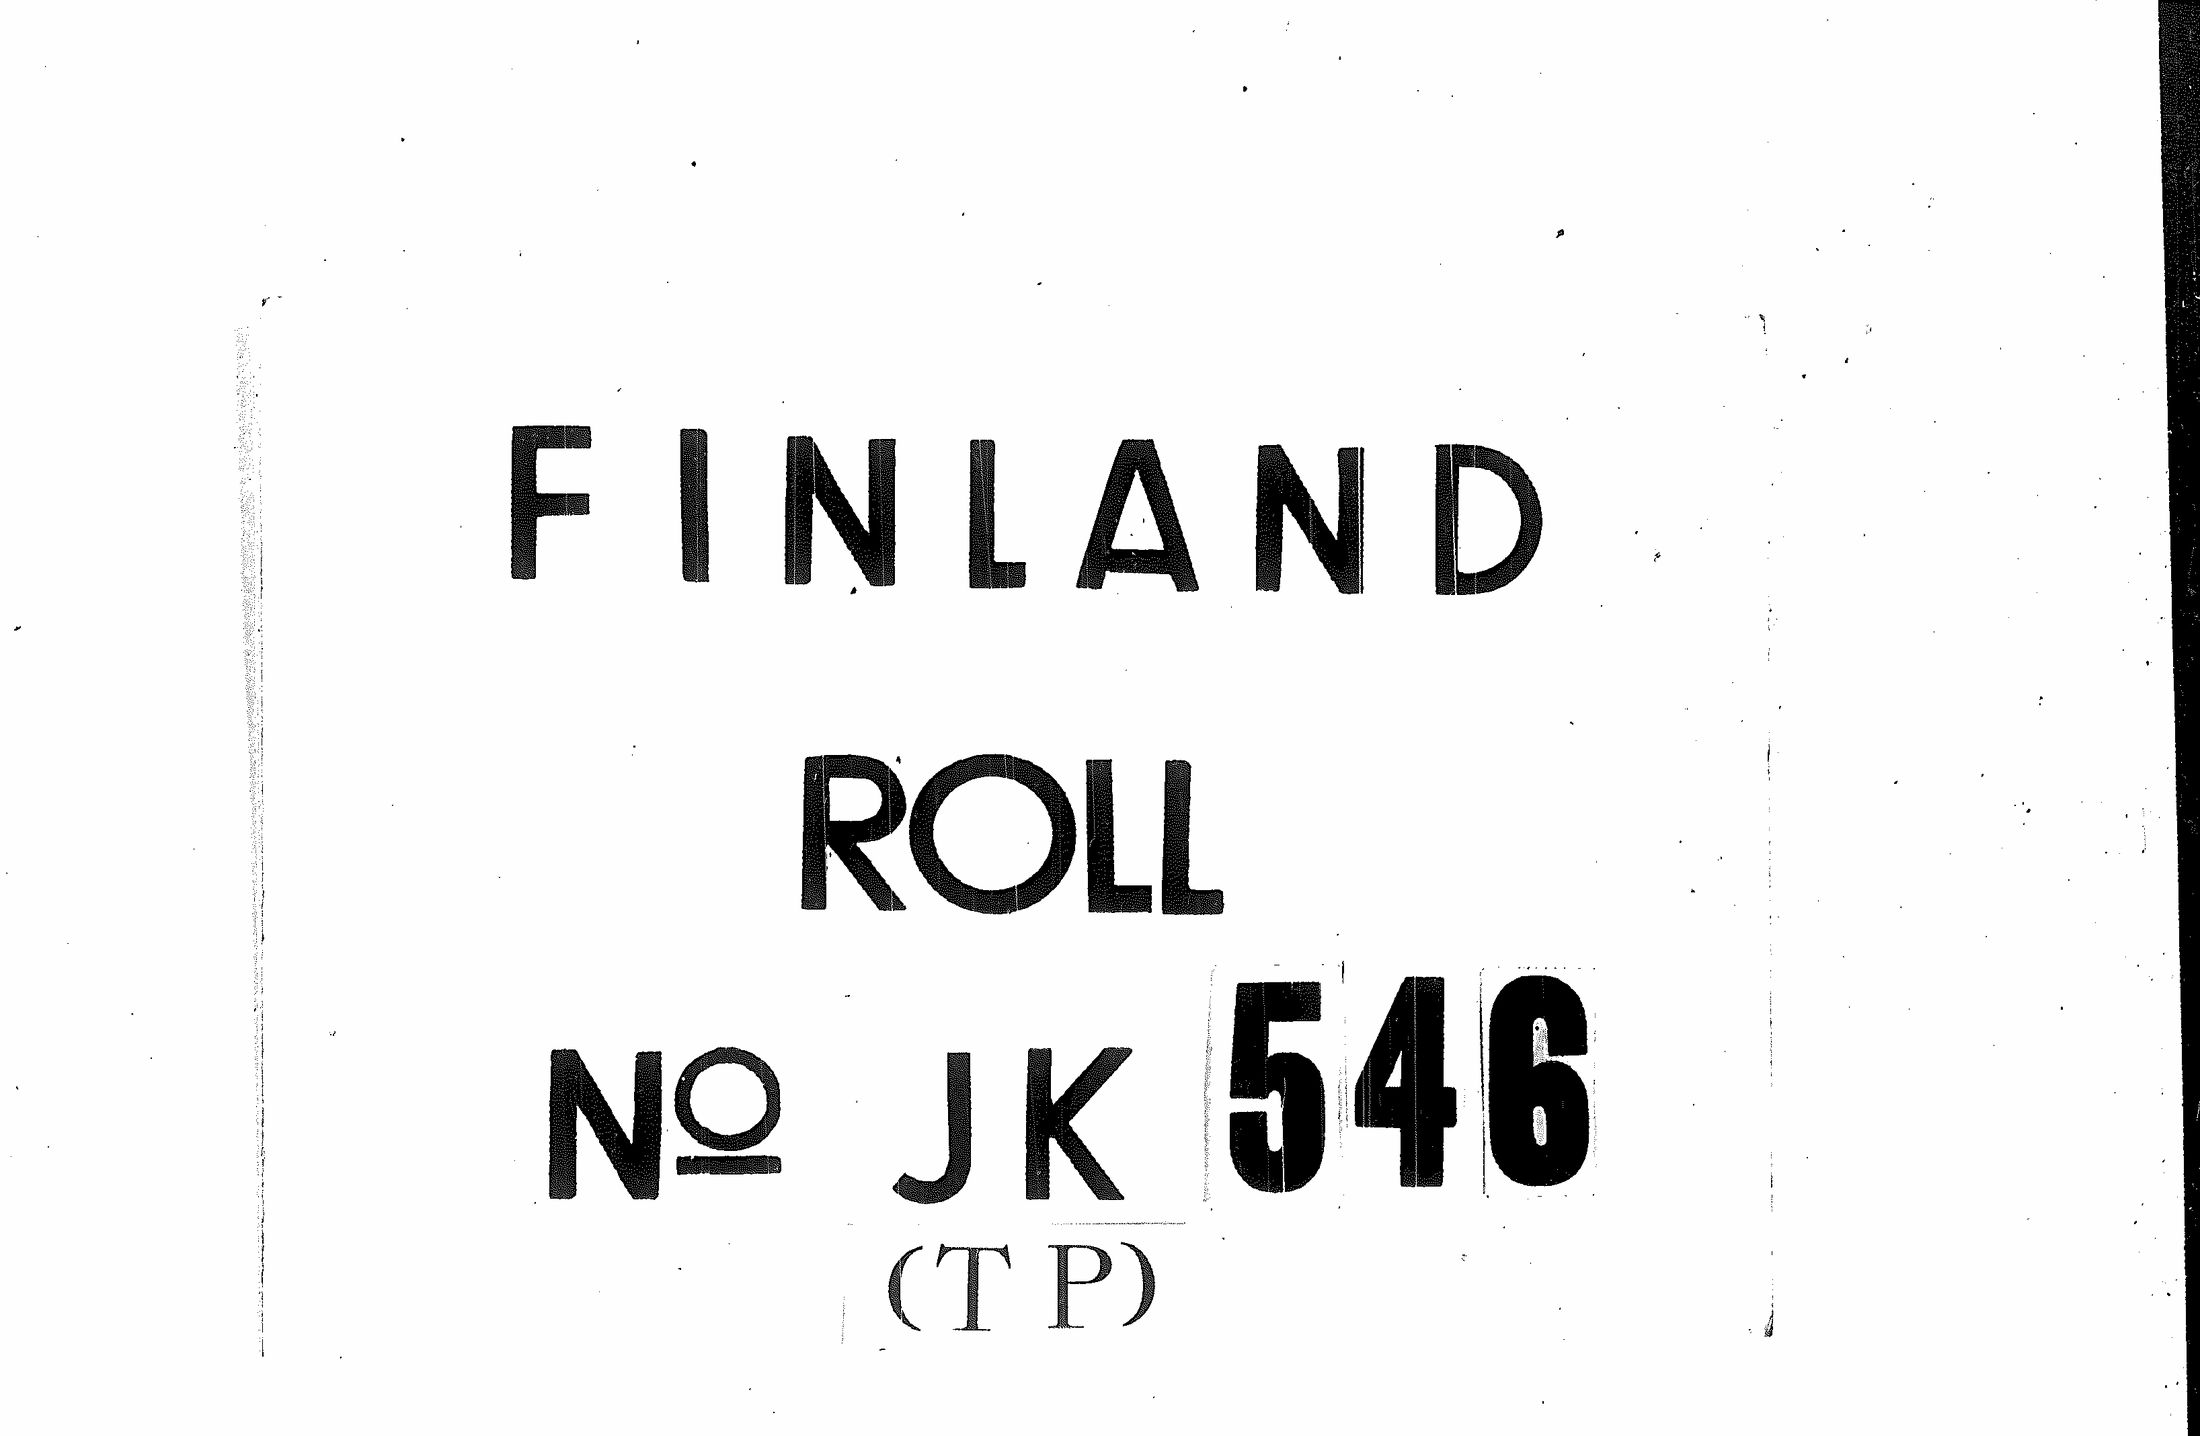 FINLAND
ROLL
Nº JK 546
(TP)